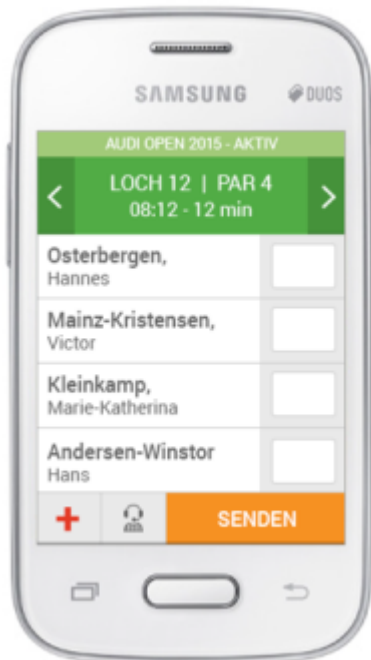 SAMSUNG DUOS
AUDI OPEN 2015 - AKTIV
LOCH 12 | PAR 4
08:12 - 12 min
Osterbergen,
Hannes
Mainz-Kristensen,
Victor
Kleinkamp,
Marie-Katherina
Andersen-Winstor
Hans
SENDEN